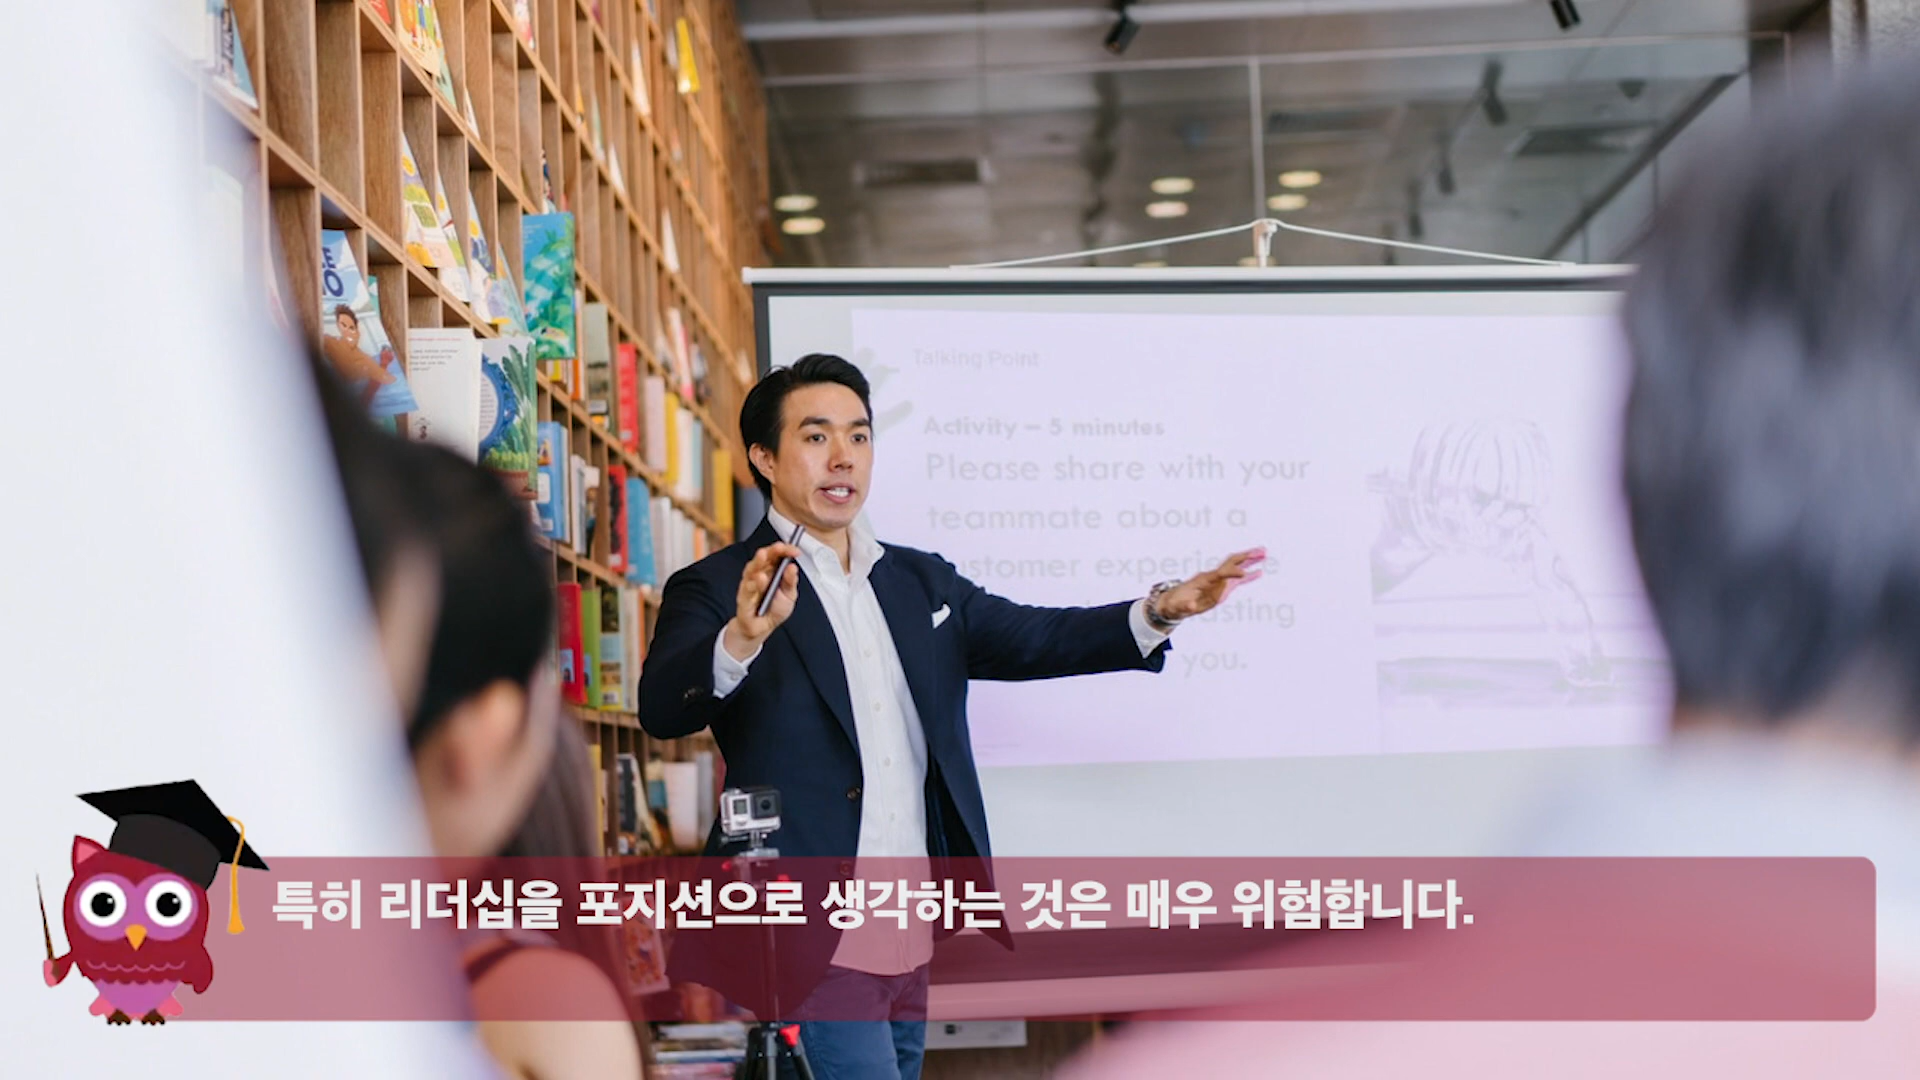 Talking Point
Activity – 5 minutes
Please share with your
teammate about a
you.
특히 리더십을 포지션으로 생각하는 것은 매우 위험합니다.